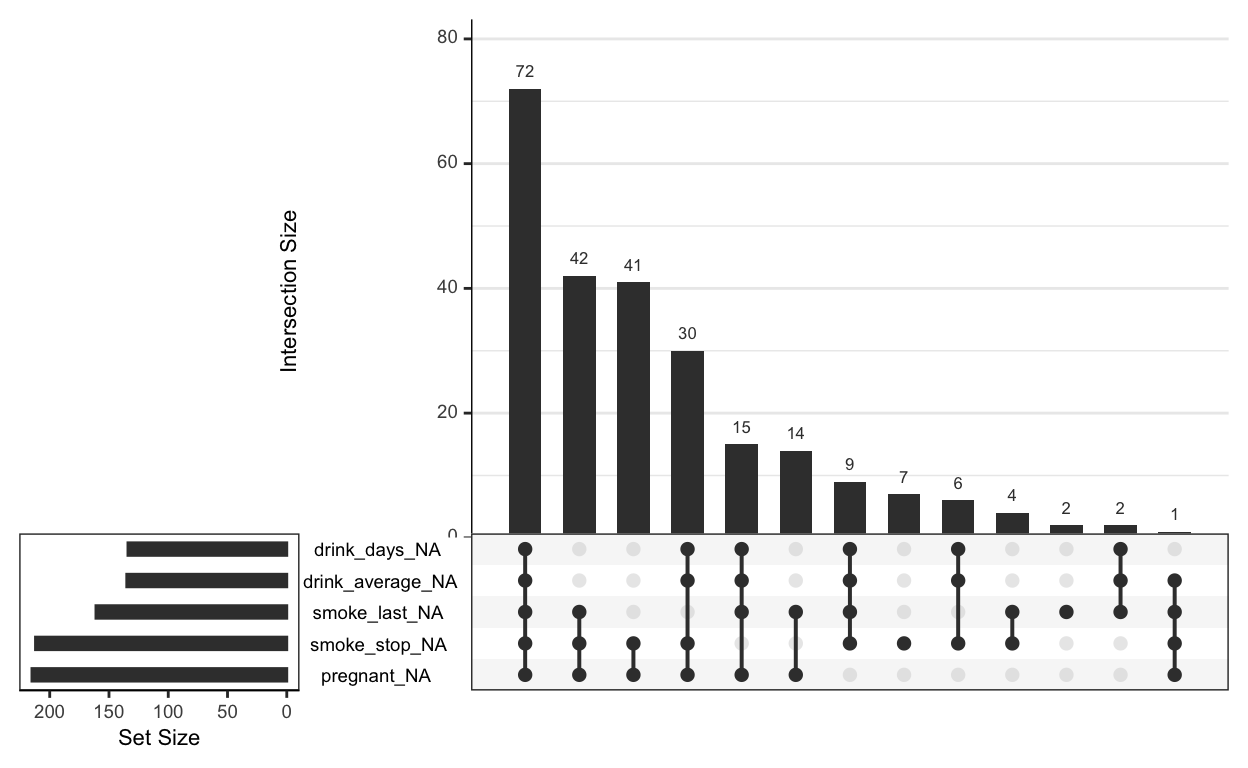 80
72
60
42
41
40
30
Intersection Size
20
15
14
9
7
6
4
2
2
1
0
drink_days_NA
drink_average_NA
smoke_last_NA
smoke_stop_NA
pregnant_NA
200 150 100 50 0
Set Size